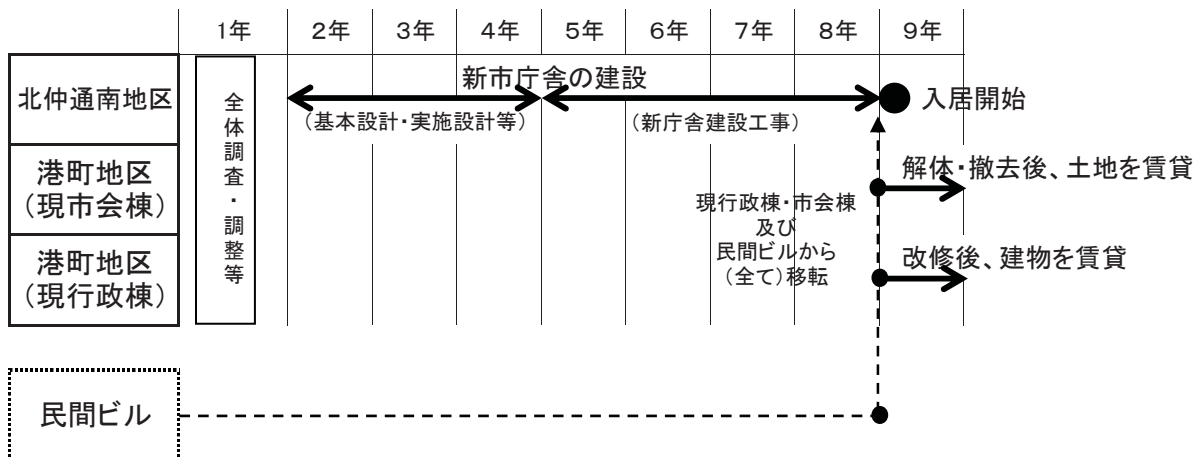 1年 2年 3年 4年 5年 6年 7年 8年 9年
北仲通南地区
全体調査・調整等
新市庁舎の建設
（基本設計・実施設計等）
（新庁舎建設工事）
入居開始
港町地区
（現市会棟）
解体・撤去後、土地を賃貸
現行政棟・市会棟
及び
民間ビルから
（全て）移転
港町地区
（現行政棟）
改修後、建物を賃貸
民間ビル